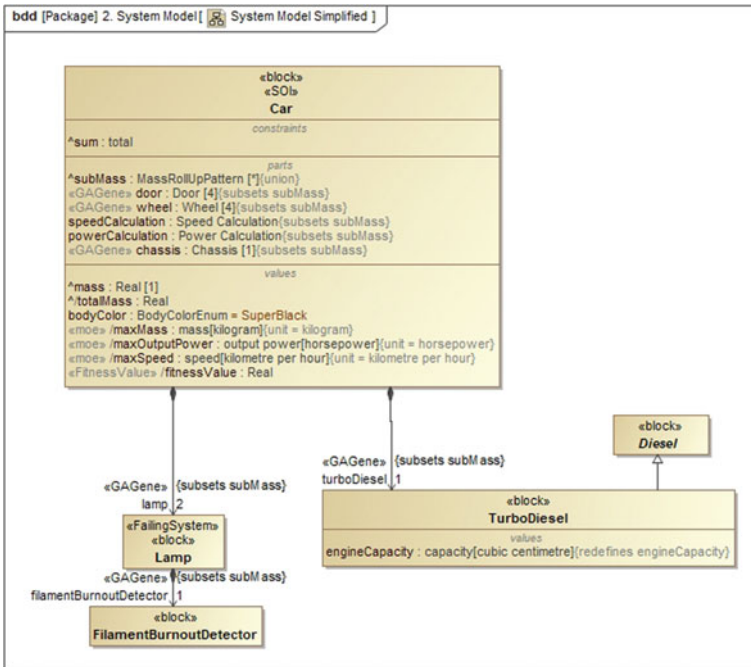 bdd [Package] 2. System Model[ System Model Simplified ]
«block»
«SOI»
Car
constraints
^sum : total
parts
^subMass : MassRollUpPattern [*]{union}
«GAGene» door : Door [4]{subsets subMass}
«GAGene» wheel : Wheel [4]{subsets subMass}
speedCalculation : Speed Calculation{subsets subMass}
powerCalculation : Power Calculation{subsets subMass}
«GAGene» chassis : Chassis [1]{subsets subMass}
values
^mass : Real [1]
^/totalMass : Real
bodyColor : BodyColorEnum = SuperBlack
«moe» /maxMass : mass[kilogram]{unit = kilogram}
«moe» /maxOutputPower : output power[horsepower]{unit = horsepower}
«moe» /maxSpeed : speed[kilometre per hour]{unit = kilometre per hour}
«FitnessValue» /fitnessValue : Real
«block»
Diesel
«GAGene» {subsets subMass}
turboDiesel 1
«block»
TurboDiesel
values
engineCapacity : capacity[cubic centimetre]{redefines engineCapacity}
«GAGene» {subsets subMass}
lamp 2
«FailingSystem»
«block»
Lamp
«GAGene» {subsets subMass}
filamentBurnoutDetector 1
«block»
FilamentBurnoutDetector